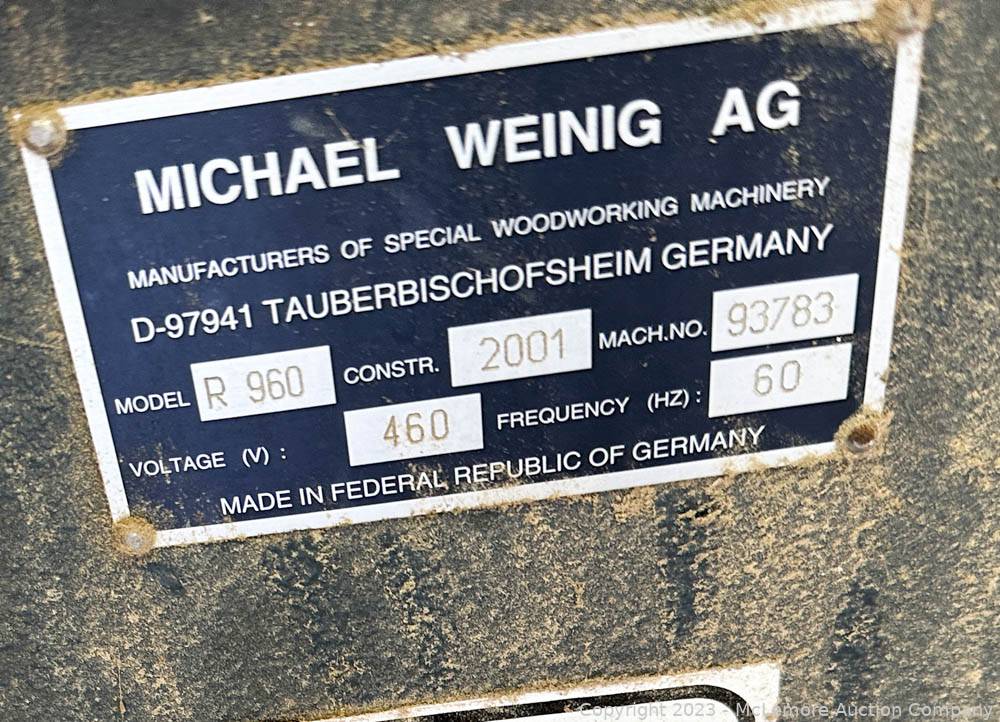 MICHAEL WEINIG AG
MANUFACTURERS OF SPECIAL WOODWORKING MACHINERY
D-97941 TAUBERBISCHOFSHEIM GERMANY
MODEL R 960 CONSTR. 2001 MACH.NO. 93783
VOLTAGE (V) : 460 FREQUENCY (HZ) : 60
MADE IN FEDERAL REPUBLIC OF GERMANY
Copyright 2023 - McLemore Auction Company